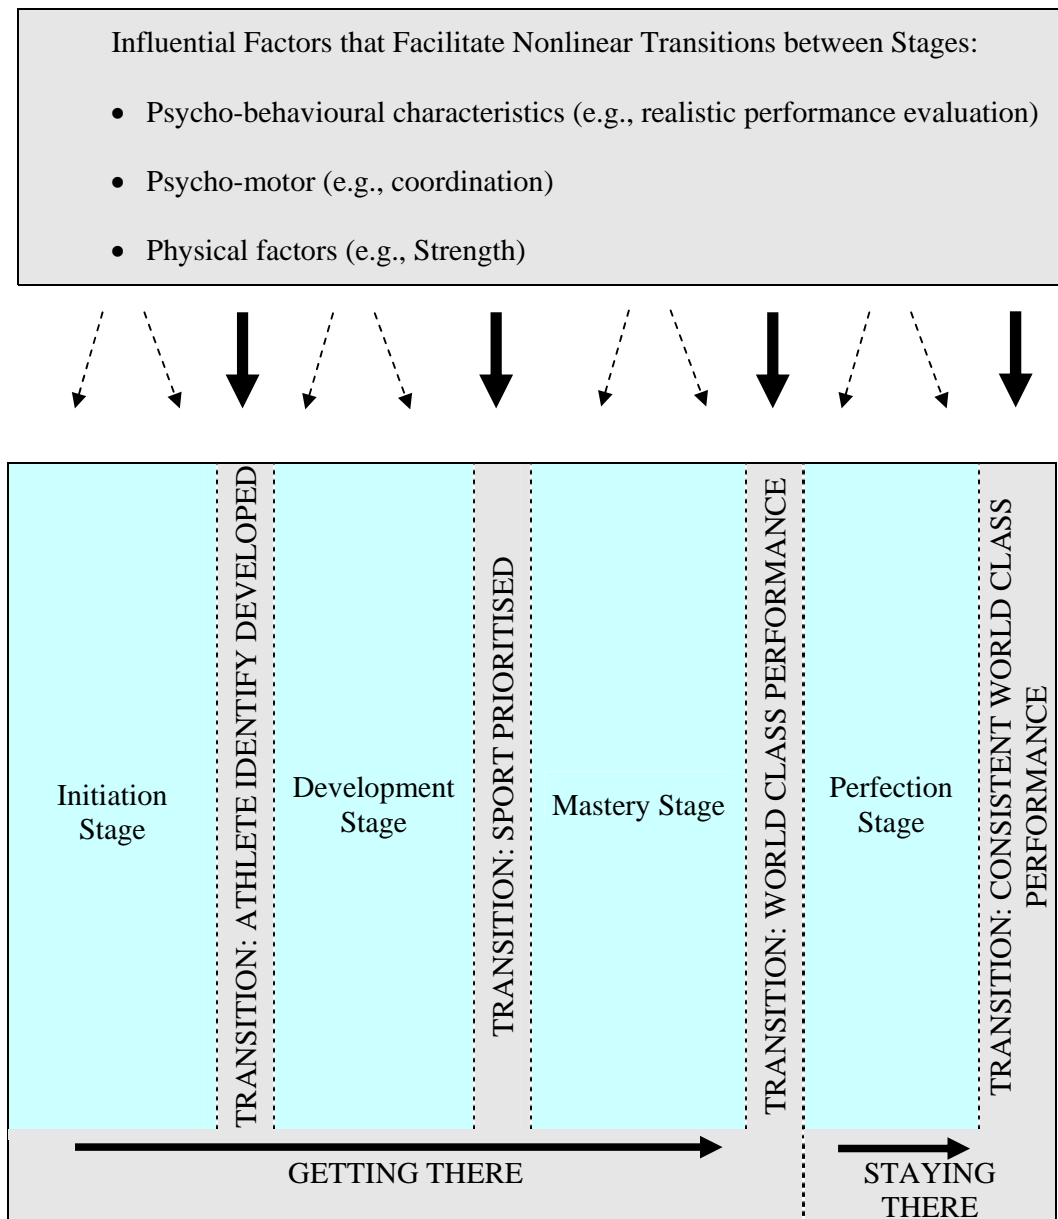 Influential Factors that Facilitate Nonlinear Transitions between Stages:
• Psycho-behavioural characteristics (e.g., realistic performance evaluation)
• Psycho-motor (e.g., coordination)
• Physical factors (e.g., Strength)
Initiation
Stage
TRANSITION: ATHLETE IDENTIFY DEVELOPED
Development
Stage
TRANSITION: SPORT PRIORITISED
Mastery Stage
TRANSITION: WORLD CLASS PERFORMANCE
Perfection
Stage
TRANSITION: CONSISTENT WORLD CLASS
PERFORMANCE
GETTING THERE
STAYING
THERE